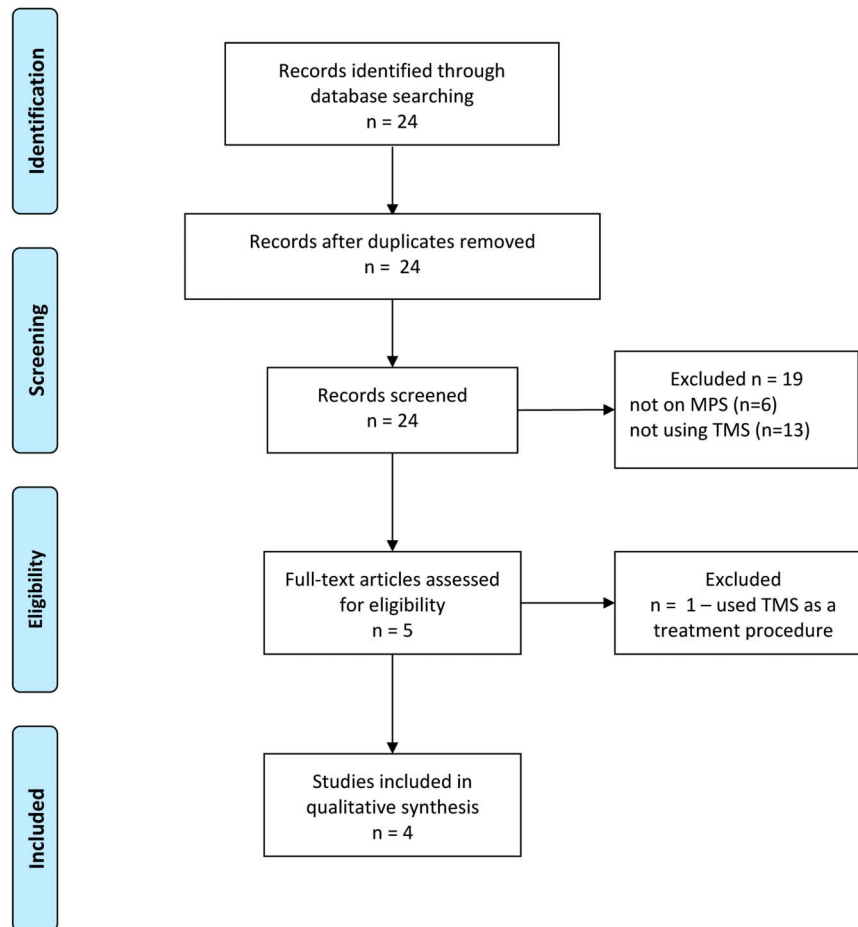 Identification
Records identified through
database searching
n = 24
Records after duplicates removed
n = 24
Screening
Records screened
n = 24
Excluded n = 19
not on MPS (n=6)
not using TMS (n=13)
Eligibility
Full-text articles assessed
for eligibility
n = 5
Excluded
n = 1 – used TMS as a
treatment procedure
Included
Studies included in
qualitative synthesis
n = 4